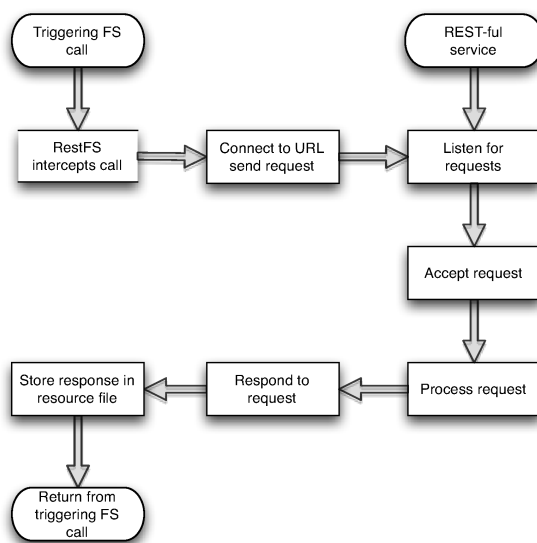 Triggering FS
call
REST-ful
service
RestFS
intercepts call
Connect to URL
send request
Listen for
requests
Accept request
Process request
Respond to
request
Store response in
resource file
Return from
triggering FS
call